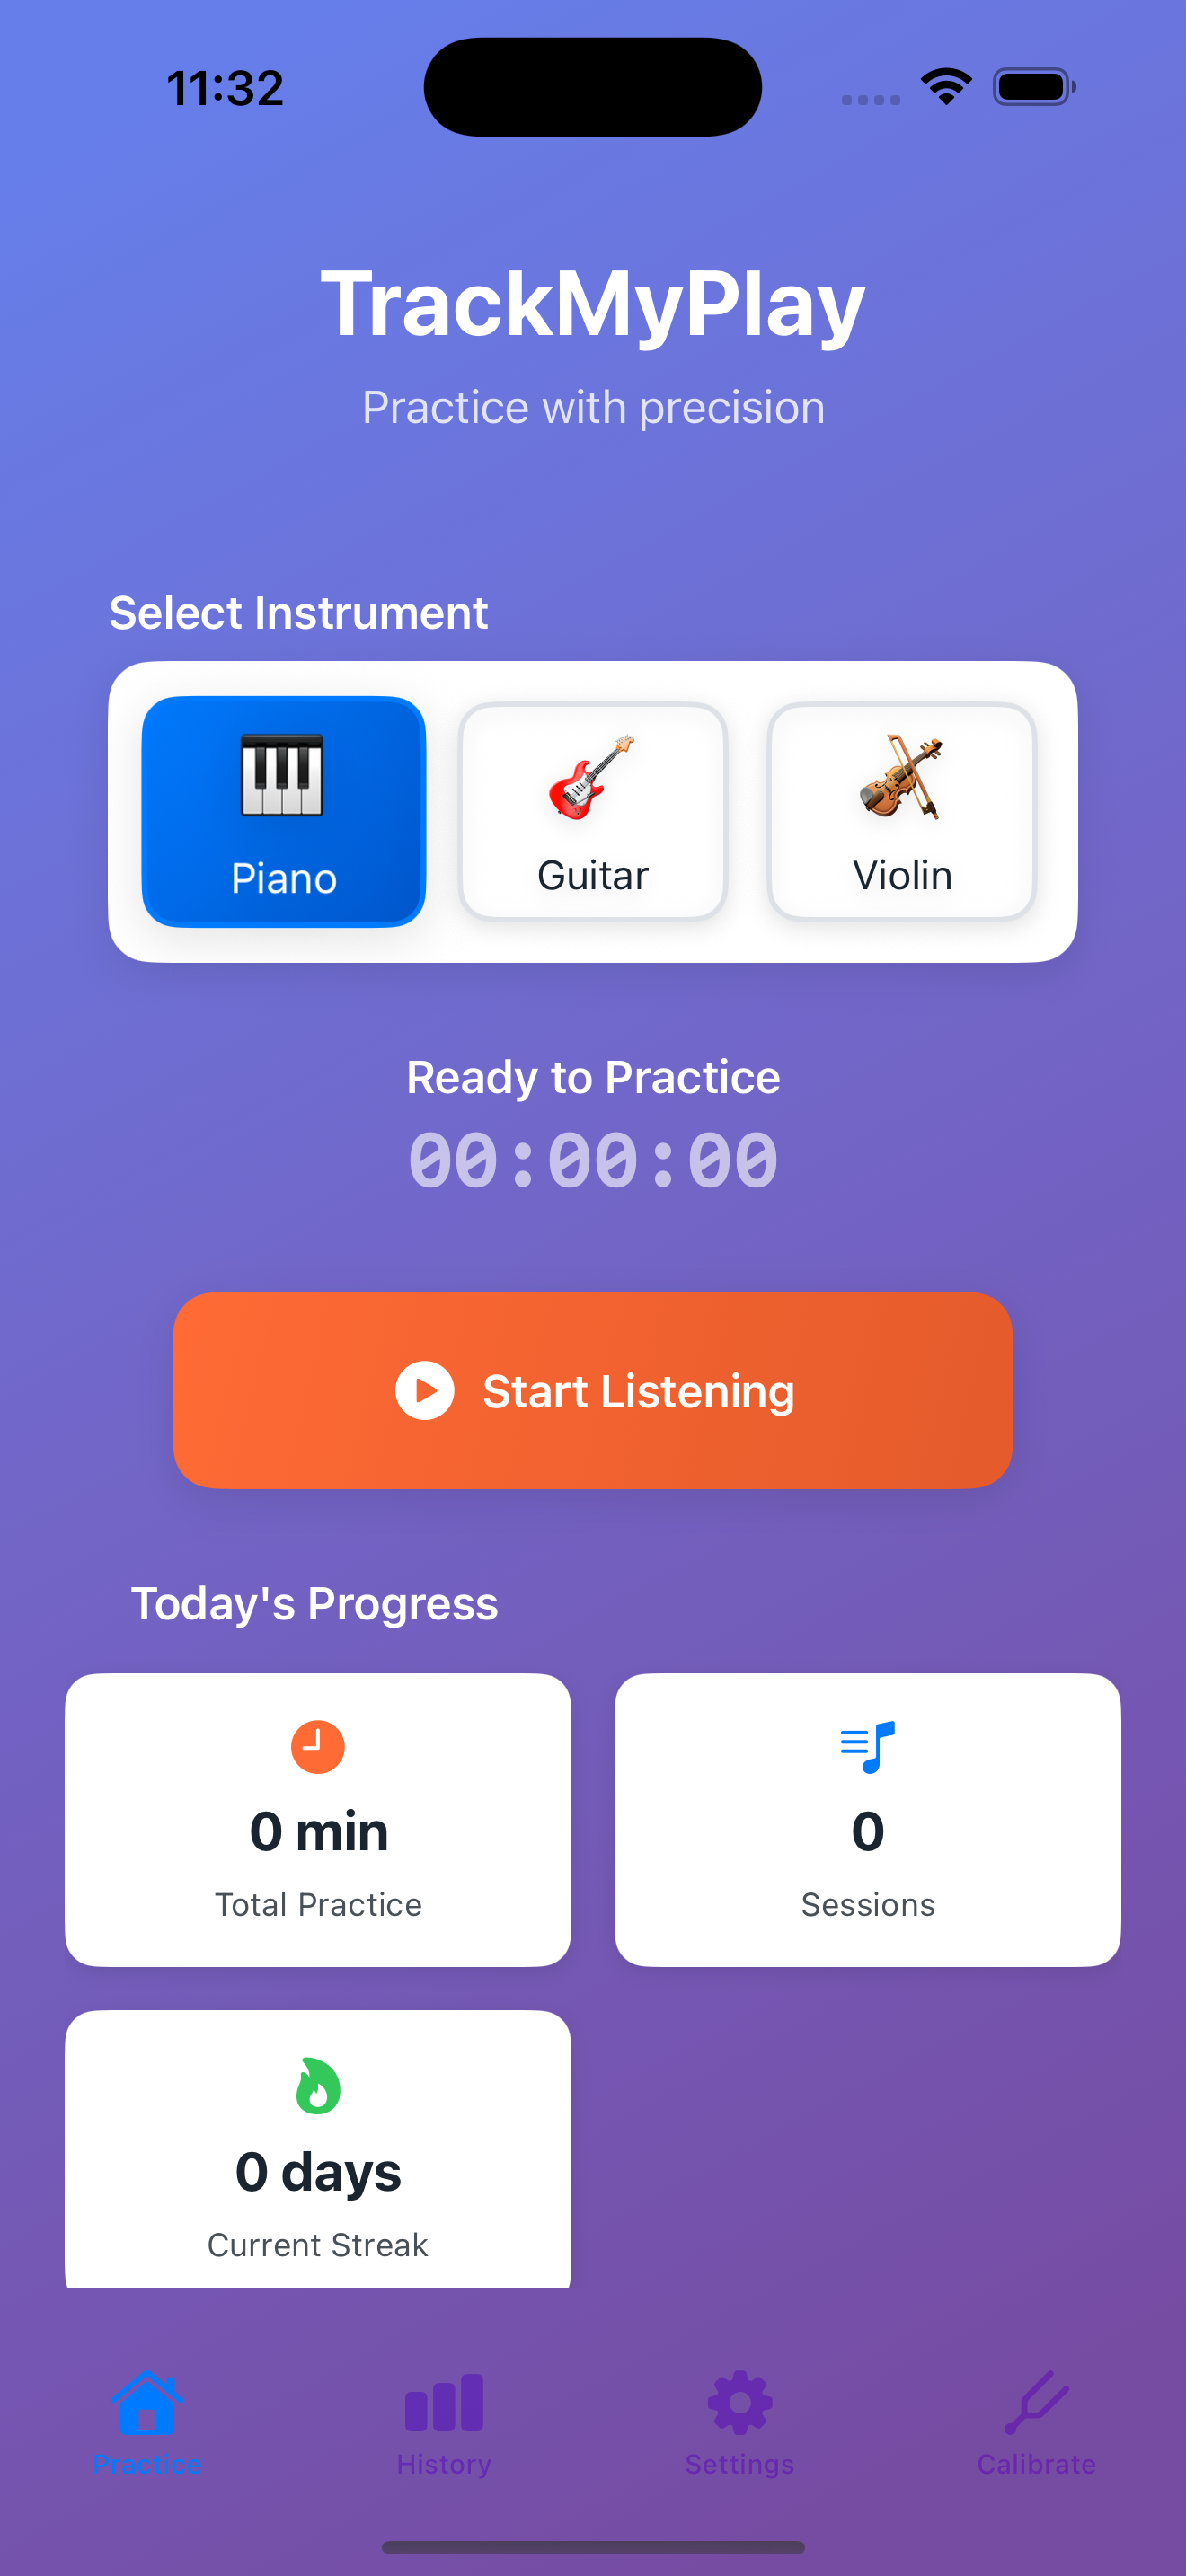 11:32
TrackMyPlay
Practice with precision
Select Instrument
Piano
Guitar
Violin
Ready to Practice
00:00:00
Start Listening
Today's Progress
0 min
Total Practice
0
Sessions
0 days
Current Streak
Practice
History
Settings
Calibrate